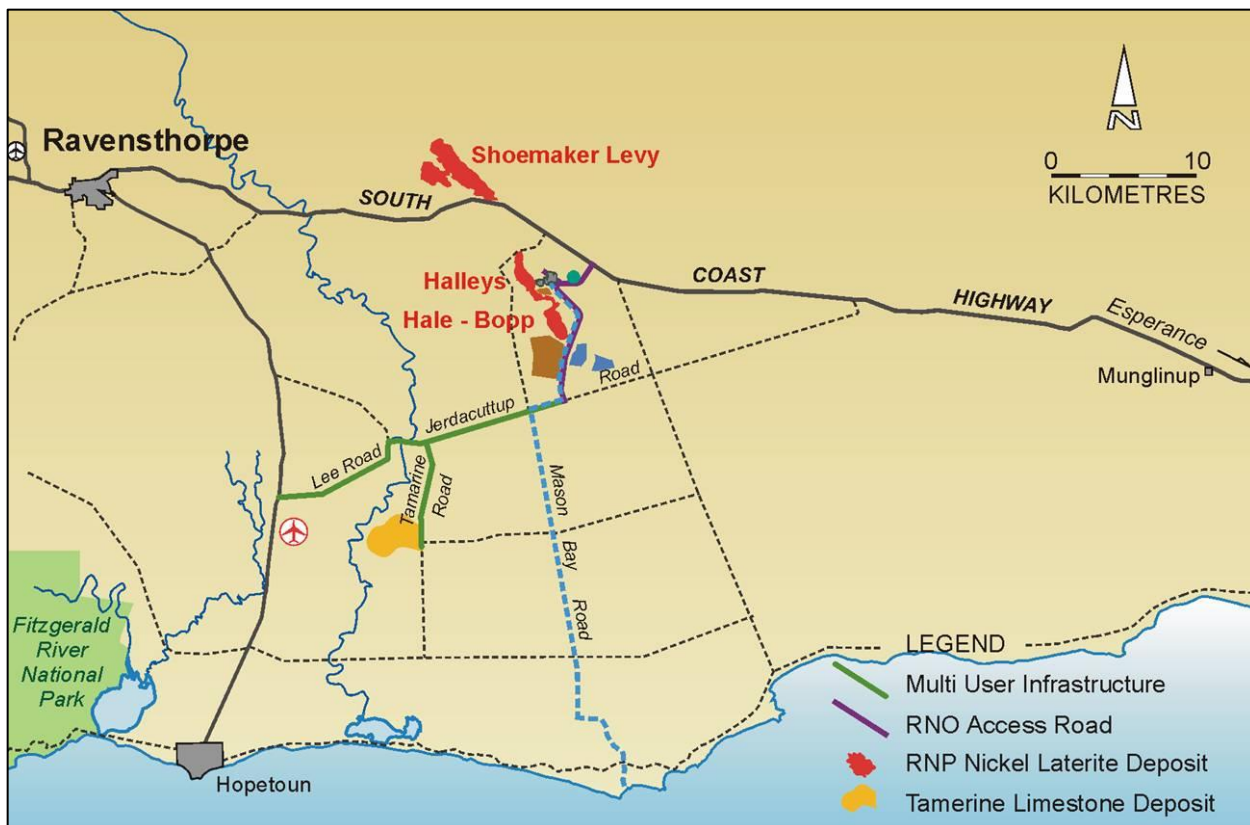 Ravensthorpe
Shoemaker Levy
N
0 10
KILOMETRES
SOUTH
COAST
HIGHWAY
Esperance
Munglinup
Halleys
Hale - Bopp
Road
Jerdacuttup
Lee Road
Tamarine
Road
Mason
Bay
Road
Fitzgerald
River
National
Park
Hopetoun
LEGEND
Multi User Infrastructure
RNO Access Road
RNP Nickel Laterite Deposit
Tamerine Limestone Deposit